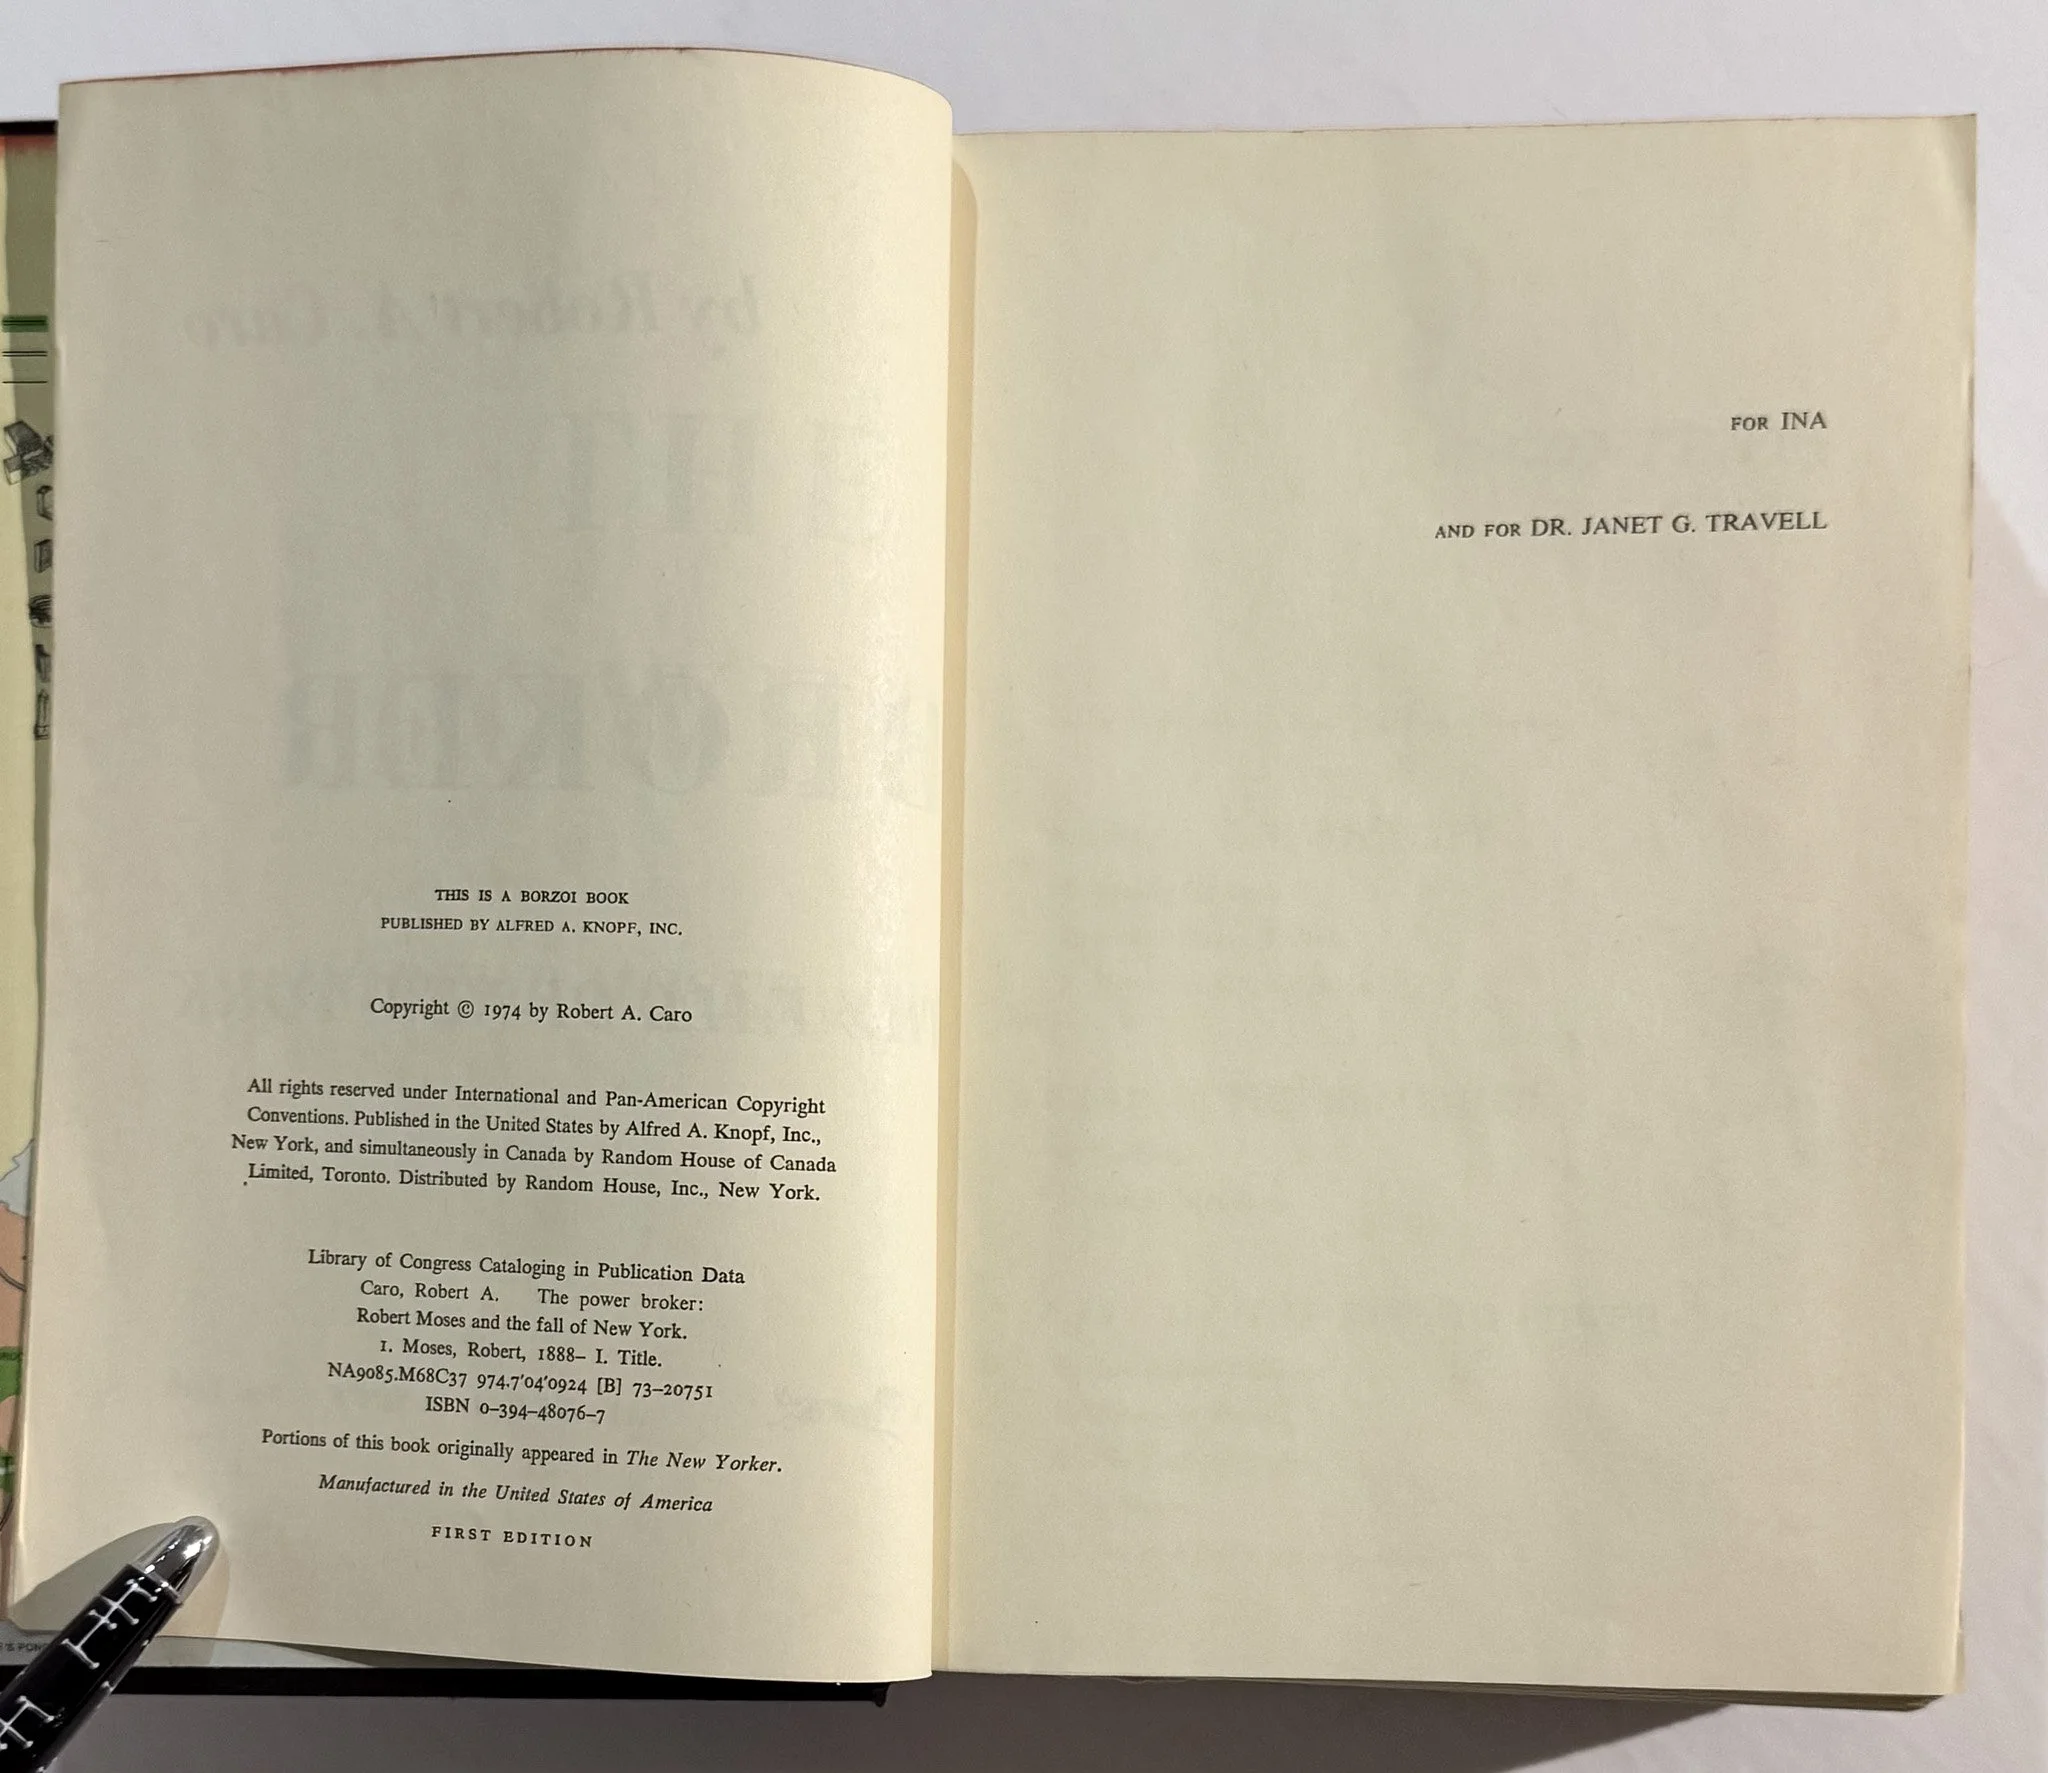 THIS IS A BORZOI BOOK
PUBLISHED BY ALFRED A. KNOPF, INC.
Copyright © 1974 by Robert A. Caro
All rights reserved under International and Pan-American Copyright
Conventions. Published in the United States by Alfred A. Knopf, Inc.,
New York, and simultaneously in Canada by Random House of Canada
Limited, Toronto. Distributed by Random House, Inc., New York.
Library of Congress Cataloging in Publication Data
Caro, Robert A. The power broker:
Robert Moses and the fall of New York.
1. Moses, Robert, 1888– I. Title.
NA9085.M68C37 974.7'04'0924 [B] 73–20751
ISBN 0–394–48076–7
Portions of this book originally appeared in The New Yorker.
Manufactured in the United States of America
FIRST EDITION
FOR INA
AND FOR DR. JANET G. TRAVELL